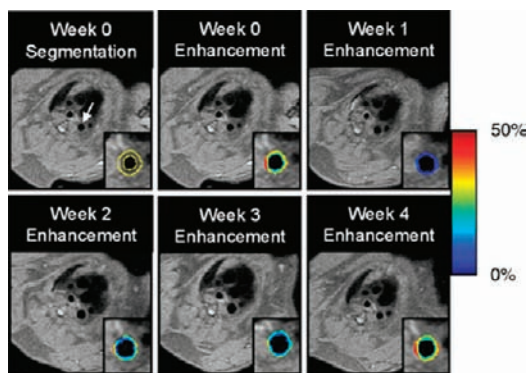 Week 0
Segmentation
Week 0
Enhancement
Week 1
Enhancement
50%
0%
Week 2
Enhancement
Week 3
Enhancement
Week 4
Enhancement